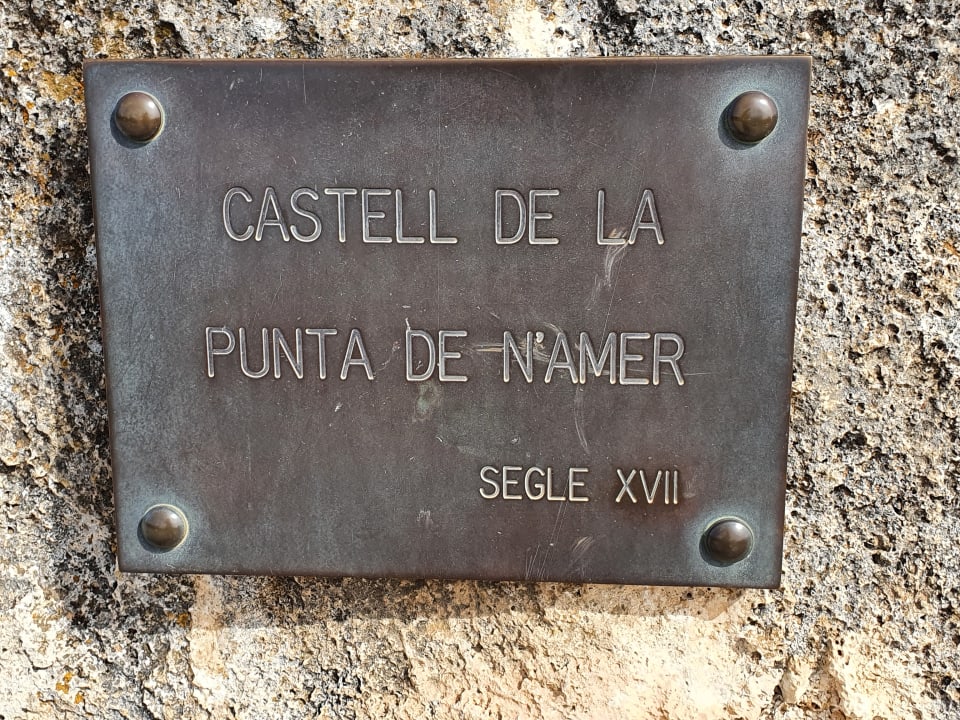 CASTELL DE LA
PUNTA DE N'AMER
SEGLE XVII